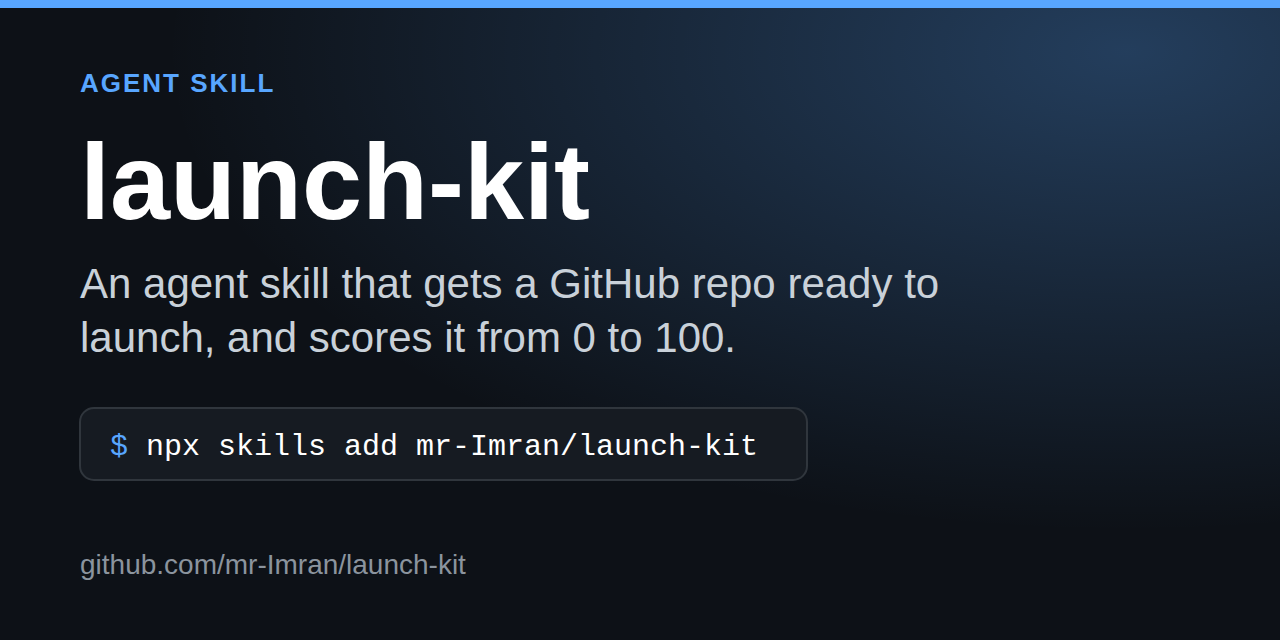 AGENT SKILL
launch-kit
An agent skill that gets a GitHub repo ready to
launch, and scores it from 0 to 100.
$ npx skills add mr-Imran/launch-kit
github.com/mr-Imran/launch-kit